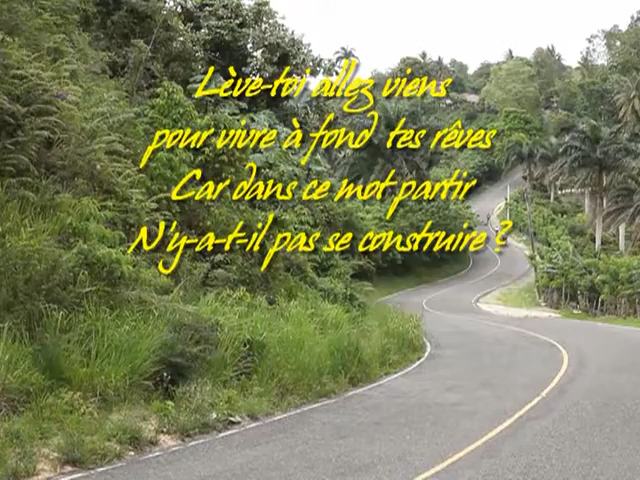 Lève-toi allez viens
pour vivre à fond tes rêves
Car dans ce mot partir
N'y-a-t-il pas se construire ?